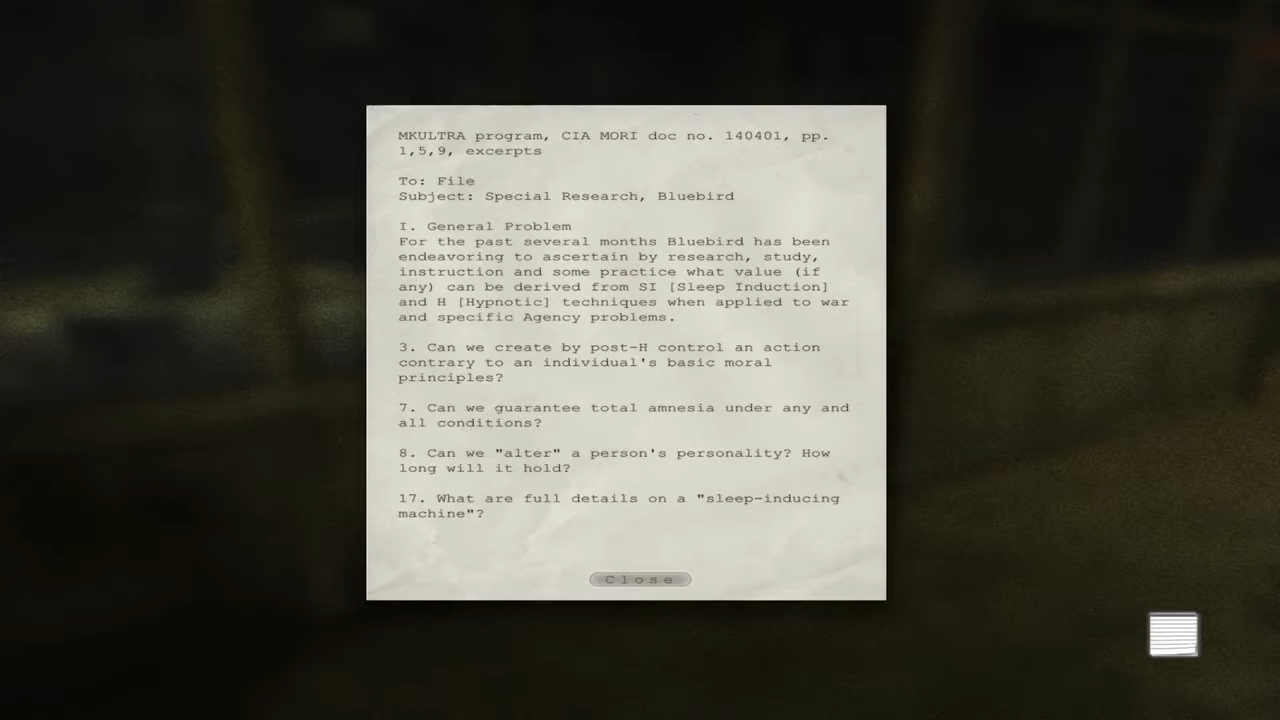 MKULTRA program, CIA MORI doc no. 140401, pp.
1,5,9, excerpts
To: File
Subject: Special Research, Bluebird
I. General Problem
For the past several months Bluebird has been
endeavoring to ascertain by research, study,
instruction and some practice what value (if
any) can be derived from SI [Sleep Induction]
and H [Hypnotic] techniques when applied to war
and specific Agency problems.
3. Can we create by post-H control an action
contrary to an individual's basic moral
principles?
7. Can we guarantee total amnesia under any and
all conditions?
8. Can we "alter" a person's personality? How
long will it hold?
17. What are full details on a "sleep-inducing
machine"?
Close